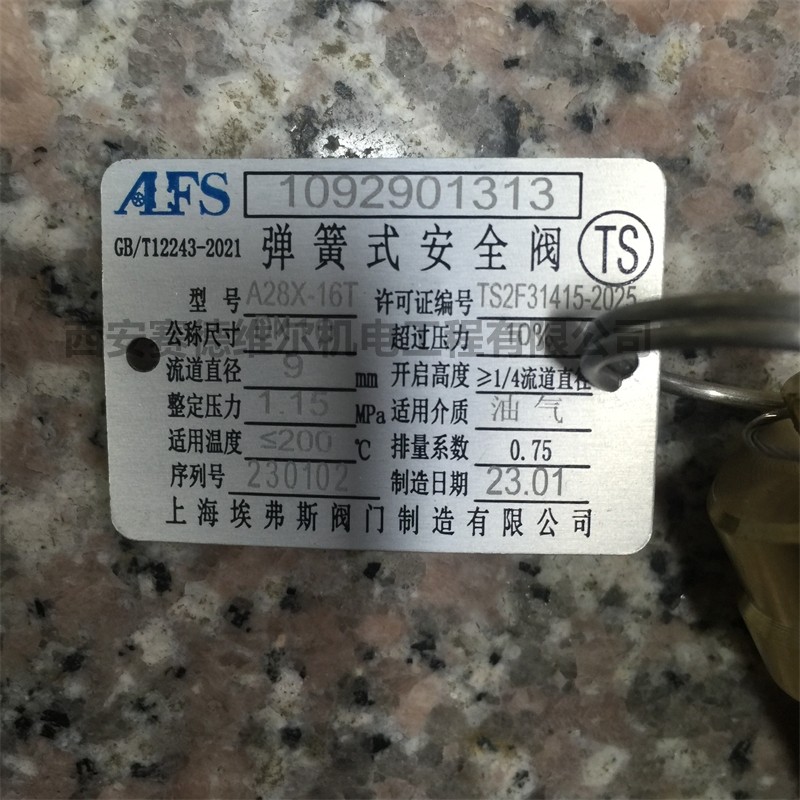 AFS 1092901313
GB/T12243-2021 弹簧式安全阀 TS
型号 A28X-16T 许可证编号 TS2F31415-2025
公称尺寸 超过压力 10%
流道直径 9 mm 开启高度 ≥1/4流道直径
整定压力 1.15 MPa 适用介质 油气
适用温度 ≤200 ℃ 排量系数 0.75
序列号 230102 制造日期 23.01
上海埃弗斯阀门制造有限公司
西安赛德维尔机电工程有限公司